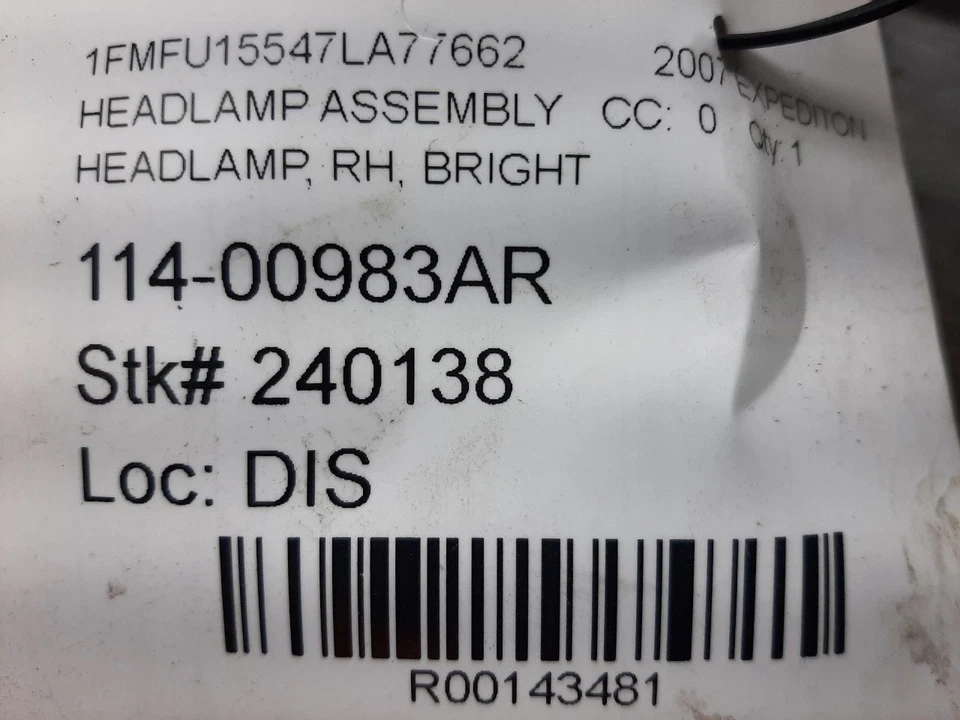 1FMFU15547LA77662 2007 EXPEDITON
HEADLAMP ASSEMBLY CC: 0 Qty: 1
HEADLAMP, RH, BRIGHT
114-00983AR
Stk# 240138
Loc: DIS
R00143481